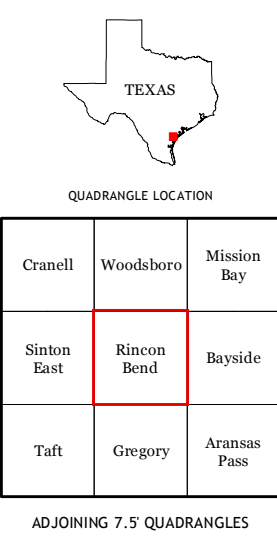 TEXAS
QUADRANGLE LOCATION
Cranell
Woodsboro
Mission
Bay
Sinton
East
Rincon
Bend
Bayside
Taft
Gregory
Aransas
Pass
ADJOINING 7.5' QUADRANGLES